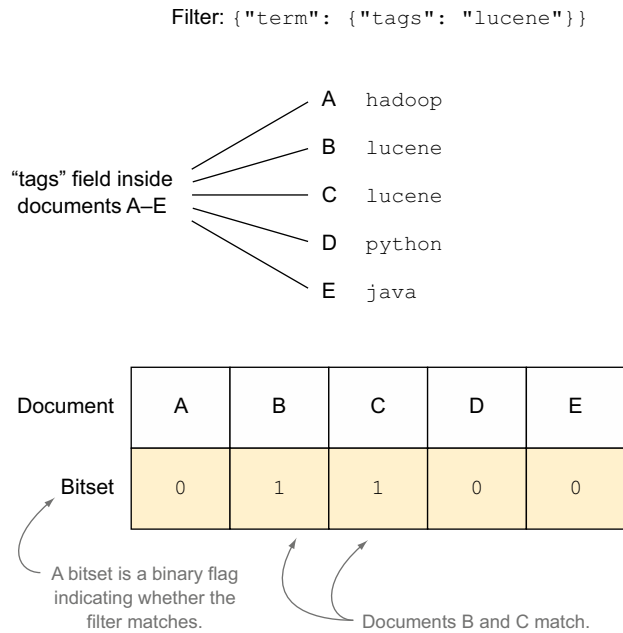 Filter: {"term": {"tags": "lucene"}}
A hadoop
B lucene
“tags” field inside
documents A–E
C lucene
D python
E java
Document A B C D E
Bitset 0 1 1 0 0
A bitset is a binary flag
indicating whether the
filter matches.
Documents B and C match.